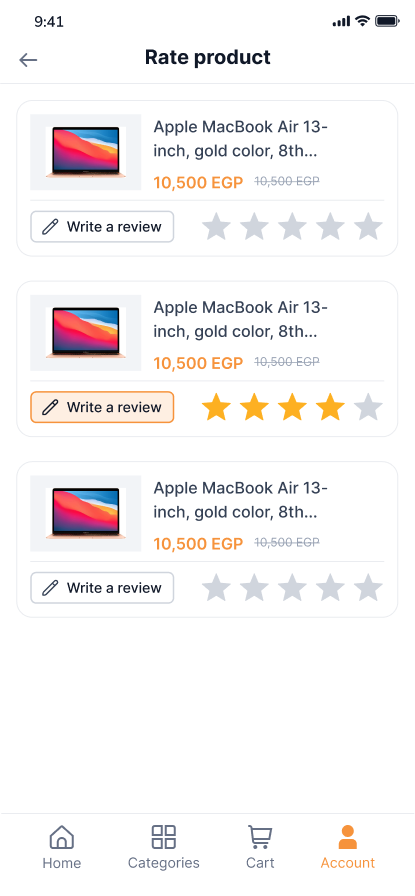 9:41
Rate product
Apple MacBook Air 13-
inch, gold color, 8th...
10,500 EGP 10,500 EGP
Write a review
Apple MacBook Air 13-
inch, gold color, 8th...
10,500 EGP 10,500 EGP
Write a review
Apple MacBook Air 13-
inch, gold color, 8th...
10,500 EGP 10,500 EGP
Write a review
Home Categories Cart Account